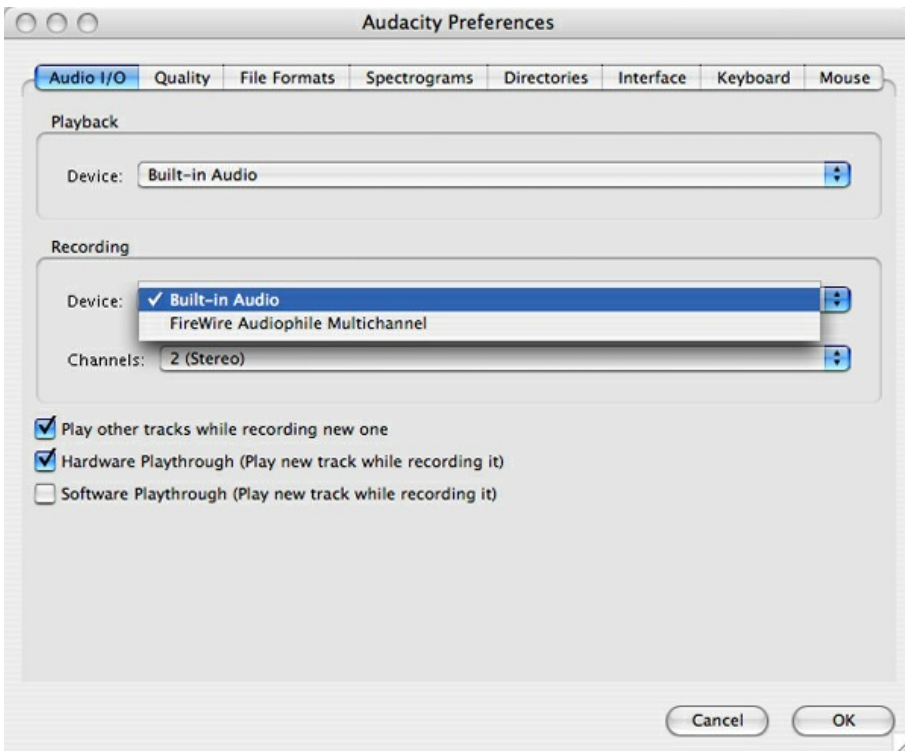 Audacity Preferences
Audio I/O Quality File Formats Spectrograms Directories Interface Keyboard Mouse
Playback
Device: Built-in Audio
Recording
Device: ✓ Built-in Audio
FireWire Audiophile Multichannel
Channels: 2 (Stereo)
Play other tracks while recording new one
Hardware Playthrough (Play new track while recording it)
Software Playthrough (Play new track while recording it)
Cancel OK